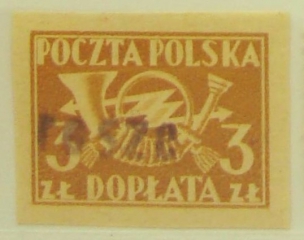 POCZTA POLSKA
3 3
ZŁ DOPŁATA ZŁ